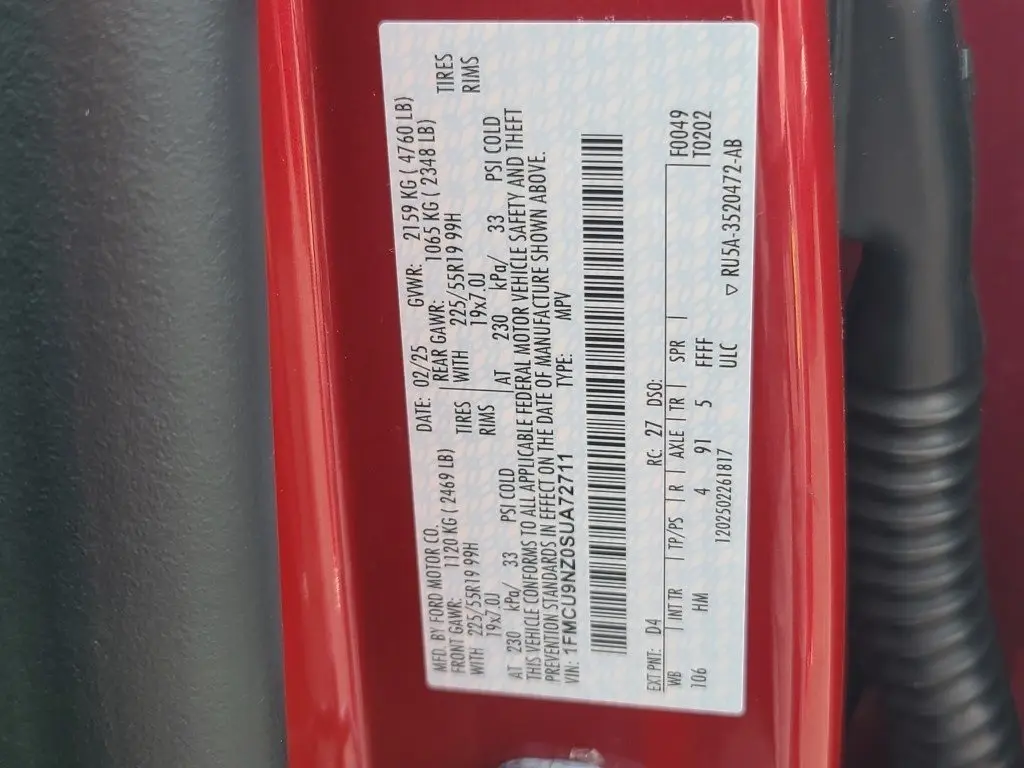 MFD. BY FORD MOTOR CO. DATE: 02/25 GVWR: 2159 KG ( 4760 LB)
FRONT GAWR: 1120 KG ( 2469 LB) REAR GAWR: 1065 KG ( 2348 LB)
WITH 225/55R19 99H TIRES WITH 225/55R19 99H TIRES
19x7.0J RIMS 19x7.0J RIMS
AT 230 kPa/ 33 PSI COLD AT 230 kPa/ 33 PSI COLD
THIS VEHICLE CONFORMS TO ALL APPLICABLE FEDERAL MOTOR VEHICLE SAFETY AND THEFT
PREVENTION STANDARDS IN EFFECT ON THE DATE OF MANUFACTURE SHOWN ABOVE.
VIN: 1FMCU9NZ0SUA72711 TYPE: MPV
EXT PNT: D4 RC: 27 DSO: F0049
WB INT TR TP/PS R AXLE TR SPR T0202
106 HM 4 91 5 FFFF
1202502261817 ULC ▽ RU5A-3520472-AB